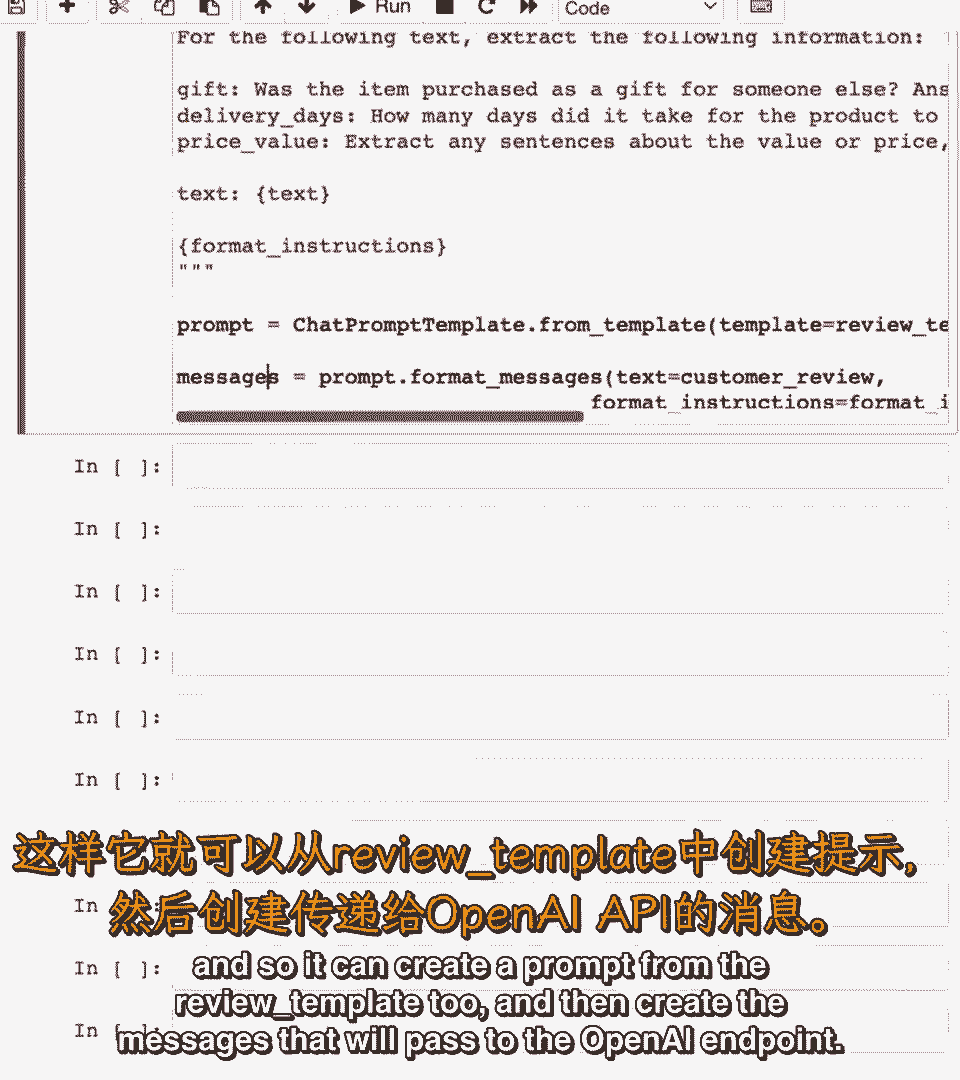 Run
Code
For the following text, extract the following information:
gift: Was the item purchased as a gift for someone else? Ans
delivery_days: How many days did it take for the product to
price_value: Extract any sentences about the value or price,
text: {text}
{format_instructions}
"""
prompt = ChatPromptTemplate.from_template(template=review_te
messages = prompt.format_messages(text=customer_review,
format_instructions=format_i
In [ ]:
In [ ]:
In [ ]:
In [ ]:
In [ ]:
In [ ]:
这样它就可以从review_template中创建提示,
In [ ]:
然后创建传递给OpenAI API的消息。
In [ ]:
and so it can create a prompt from the
review_template too, and then create the
In [ ]:
messages that will pass to the OpenAI endpoint.